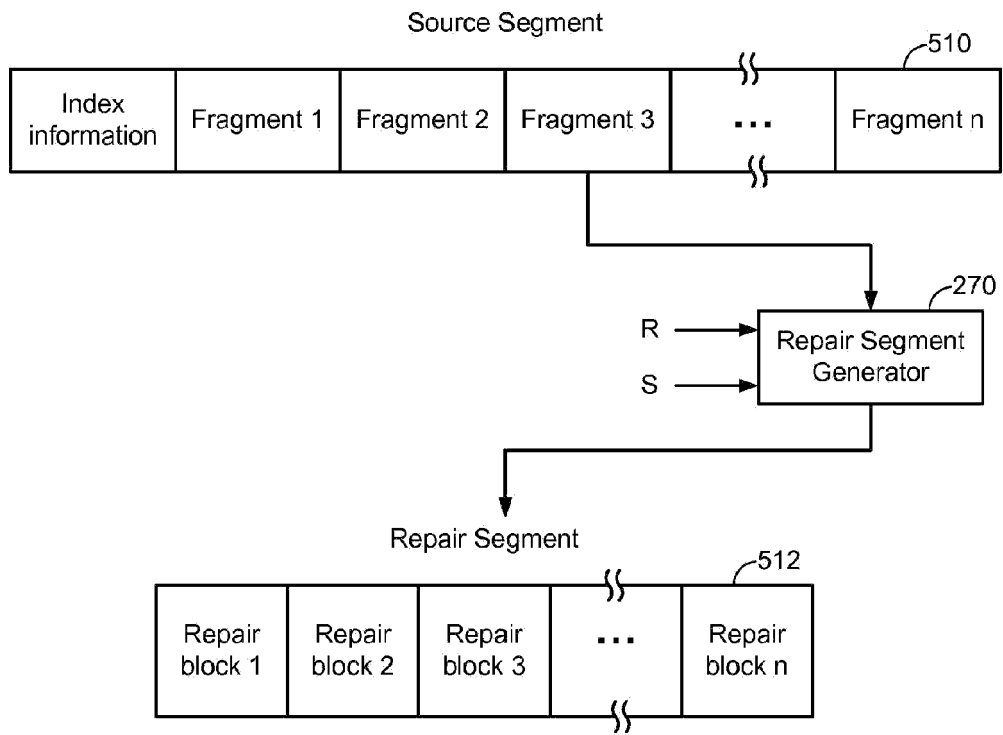 Source Segment
510
Index
information
Fragment 1
Fragment 2
Fragment 3
...
Fragment n
270
R
S
Repair Segment
Generator
Repair Segment
512
Repair
block 1
Repair
block 2
Repair
block 3
...
Repair
block n